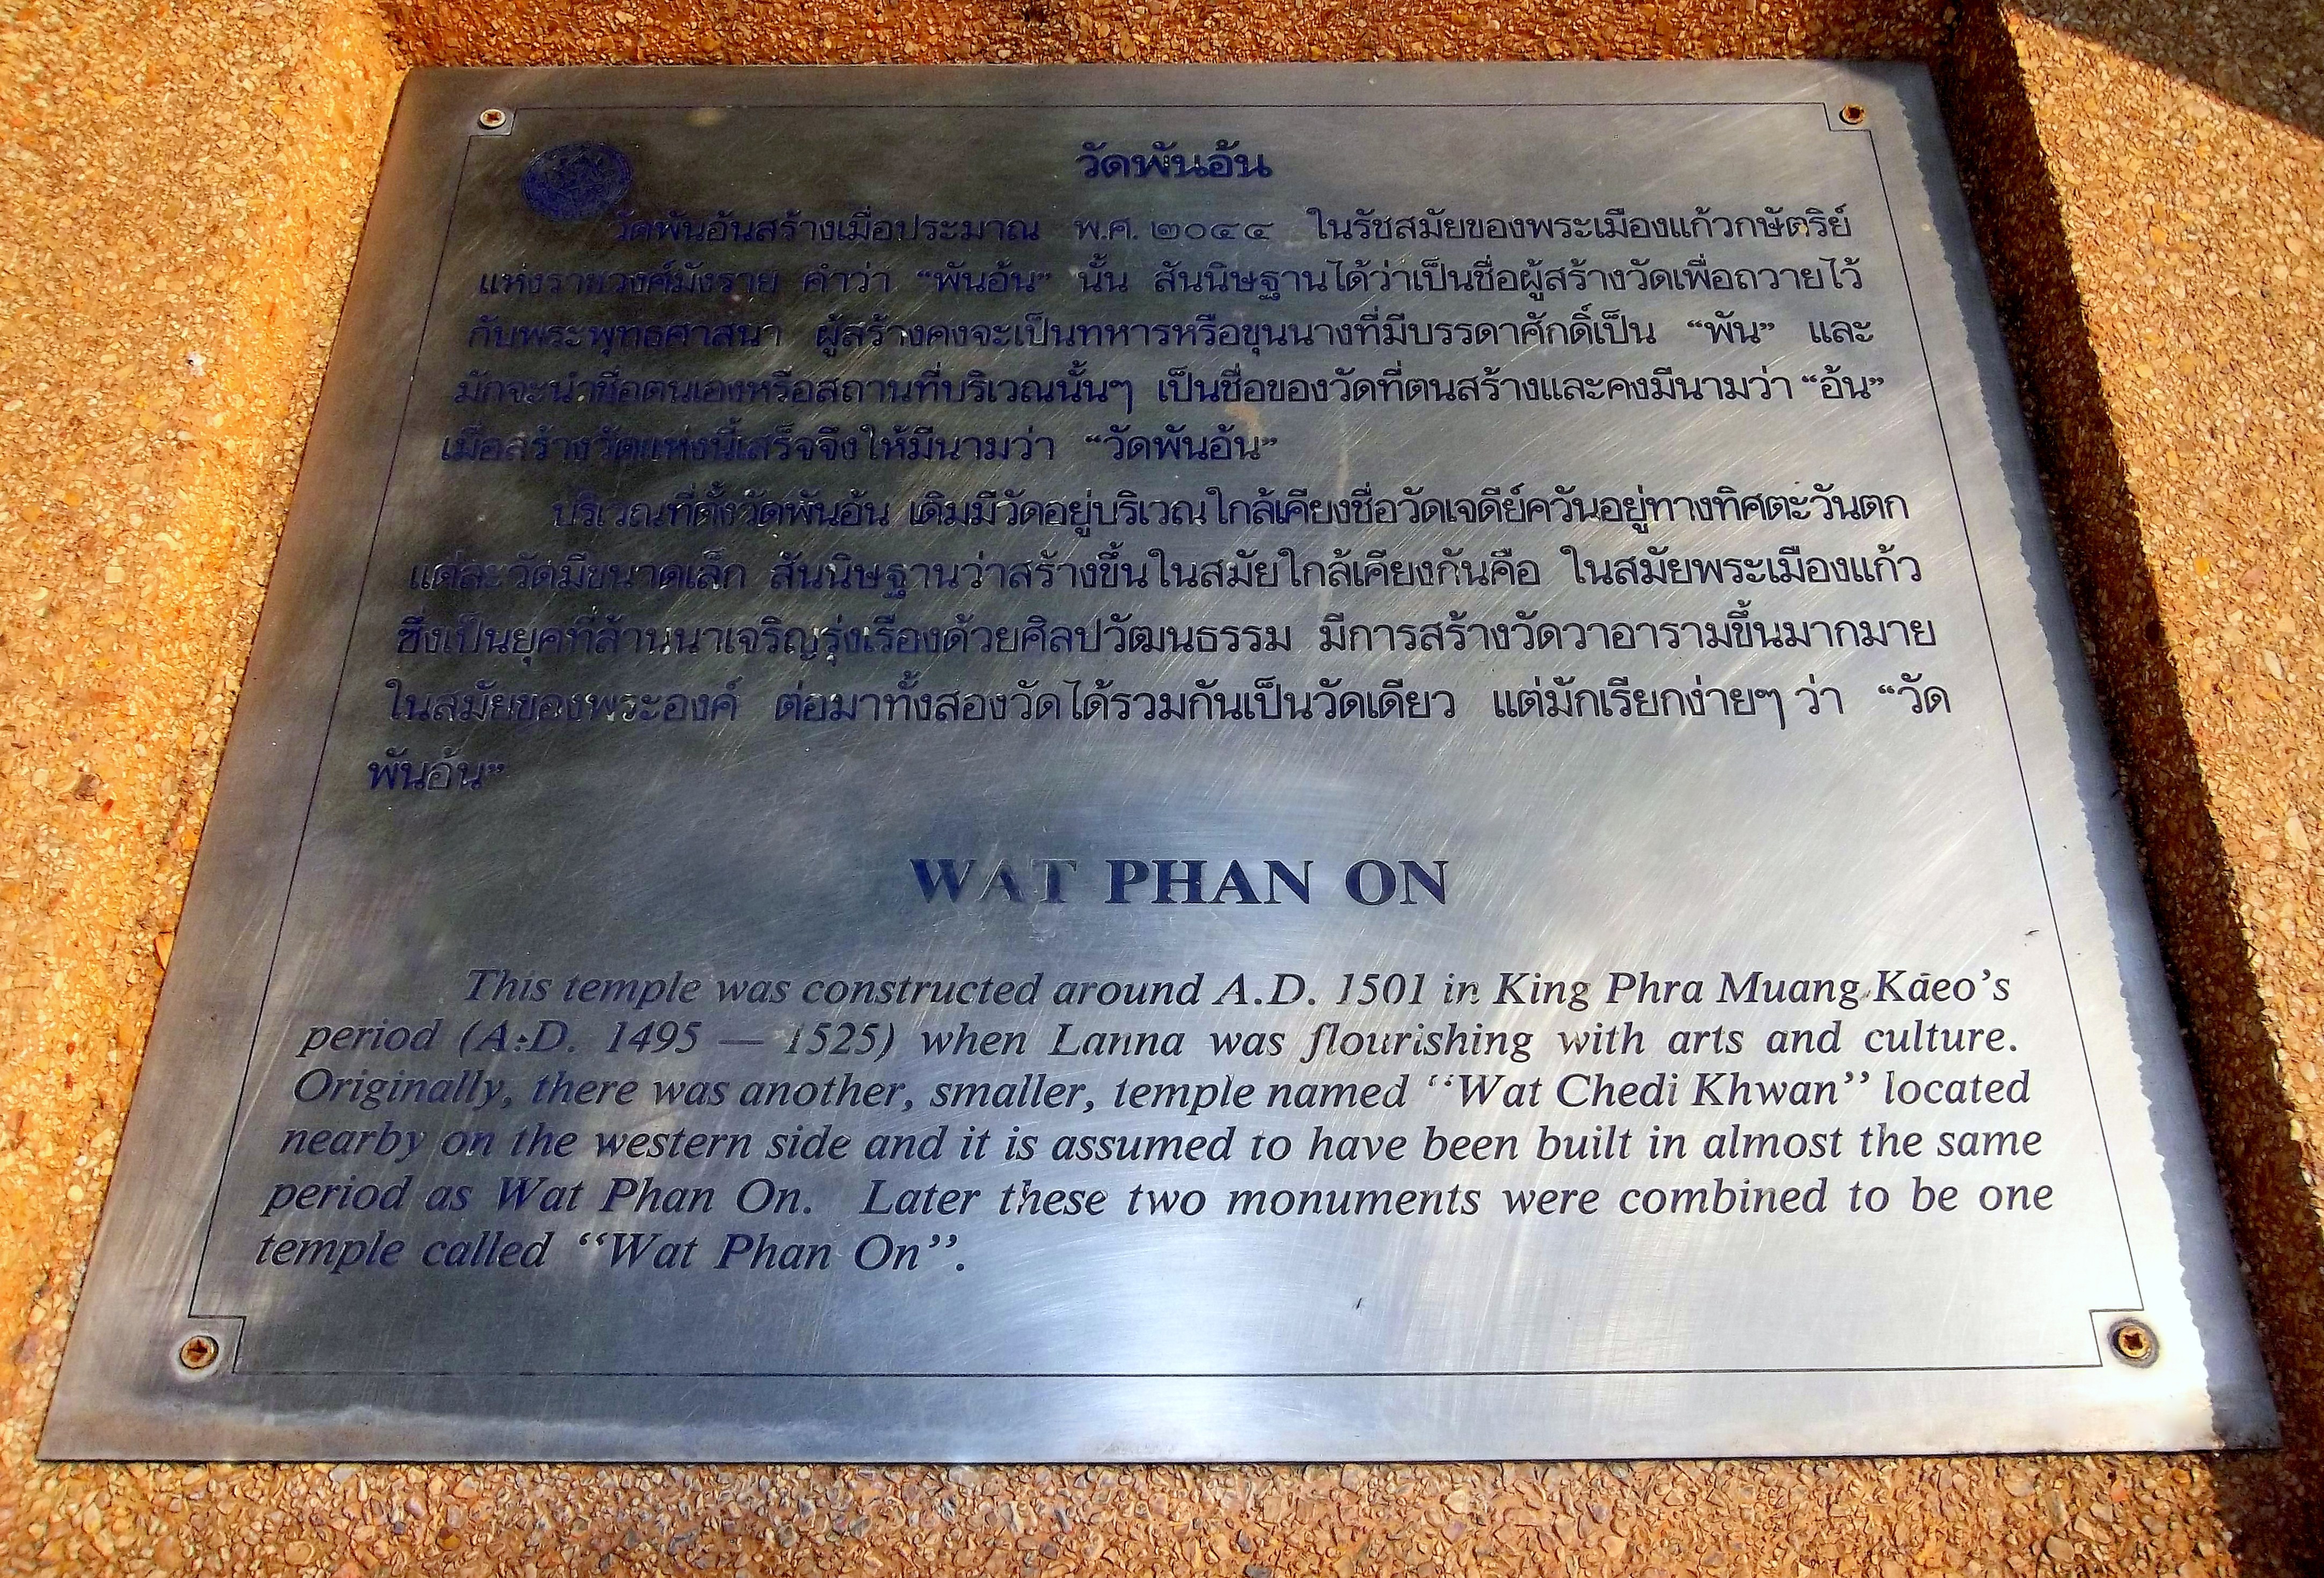 วัดพันอ้น
วัดพันอ้นสร้างเมื่อประมาณ พ.ศ. ๒๐๔๔ ในรัชสมัยของพระเมืองแก้วกษัตริย์
แห่งราชวงศ์มังราย คำว่า “พันอ้น” นั้น สันนิษฐานได้ว่าเป็นชื่อผู้สร้างวัดเพื่อถวายไว้
กับพระพุทธศาสนา ผู้สร้างคงจะเป็นทหารหรือขุนนางที่มีบรรดาศักดิ์เป็น “พัน” และ
มักจะนำชื่อตนเองหรือสถานที่บริเวณนั้นๆ เป็นชื่อของวัดที่ตนสร้างและคงมีนามว่า “อ้น”
เมื่อสร้างวัดแห่งนี้เสร็จจึงให้มีนามว่า “วัดพันอ้น”
บริเวณที่ตั้งวัดพันอ้น เดิมมีวัดอยู่บริเวณใกล้เคียงชื่อวัดเจดีย์ควันอยู่ทางทิศตะวันตก
แต่ละวัดมีขนาดเล็ก สันนิษฐานว่าสร้างขึ้นในสมัยใกล้เคียงกันคือ ในสมัยพระเมืองแก้ว
ซึ่งเป็นยุคที่ล้านนาเจริญรุ่งเรืองด้วยศิลปวัฒนธรรม มีการสร้างวัดวาอารามขึ้นมากมาย
ในสมัยของพระองค์ ต่อมาทั้งสองวัดได้รวมกันเป็นวัดเดียว แต่มักเรียกง่ายๆ ว่า “วัด
พันอ้น”
WAT PHAN ON
This temple was constructed around A.D. 1501 in King Phra Muang Kaeo's
period (A.D. 1495 — 1525) when Lanna was flourishing with arts and culture.
Originally, there was another, smaller, temple named “Wat Chedi Khwan” located
nearby on the western side and it is assumed to have been built in almost the same
period as Wat Phan On. Later these two monuments were combined to be one
temple called “Wat Phan On”.